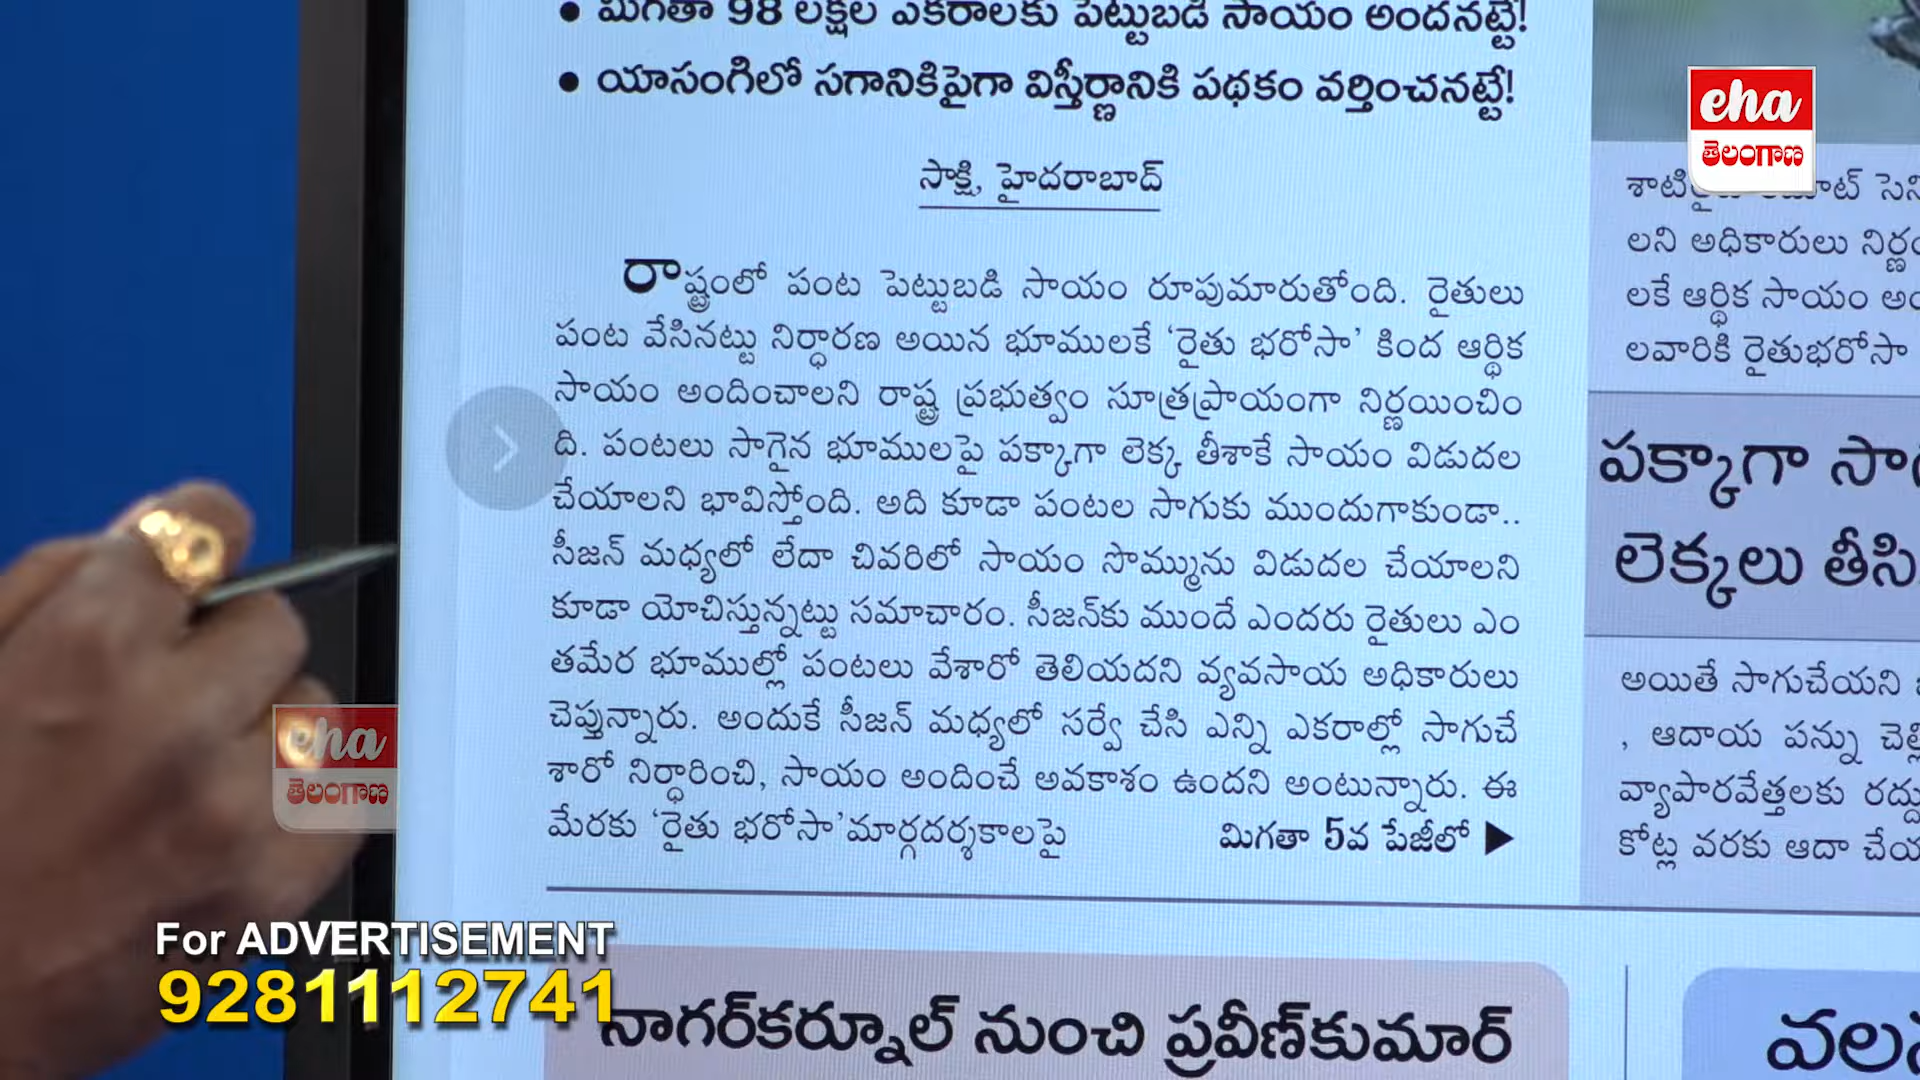 మిగతా 98 లక్షల ఎకరాలకు పెట్టుబడి సాయం అందనట్టే!
యాసంగిలో సగానికిపైగా విస్తీర్ణానికి పథకం వర్తించనట్టే!
సాక్షి, హైదరాబాద్
రాష్ట్రంలో పంట పెట్టుబడి సాయం రూపుమారుతోంది. రైతులు
పంట వేసినట్టు నిర్ధారణ అయిన భూములకే ‘రైతు భరోసా’ కింద ఆర్థిక
సాయం అందించాలని రాష్ట్ర ప్రభుత్వం సూత్రప్రాయంగా నిర్ణయించిం
ది. పంటలు సాగైన భూములపై పక్కాగా లెక్క తీశాకే సాయం విడుదల
చేయాలని భావిస్తోంది. అది కూడా పంటల సాగుకు ముందుగాకుండా..
సీజన్ మధ్యలో లేదా చివరిలో సాయం సొమ్మును విడుదల చేయాలని
కూడా యోచిస్తున్నట్టు సమాచారం. సీజన్‌కు ముందే ఎందరు రైతులు ఎం
తమేర భూముల్లో పంటలు వేశారో తెలియదని వ్యవసాయ అధికారులు
చెప్తున్నారు. అందుకే సీజన్ మధ్యలో సర్వే చేసి ఎన్ని ఎకరాల్లో సాగుచే
శారో నిర్ధారించి, సాయం అందించే అవకాశం ఉందని అంటున్నారు. ఈ
మేరకు ‘రైతు భరోసా’మార్గదర్శకాలపై మిగతా 5వ పేజీలో
నాగర్‌కర్నూల్ నుంచి ప్రవీణ్‌కుమార్
eha
తెలంగాణ
లని అధికారులు
లకే ఆర్థిక సాయం
లవారికి రైతుభరోసా
పక్కాగా
లెక్కలు తీసి
అయితే సాగుచేయని
, ఆదాయ పన్ను
వ్యాపారవేత్తలకు
కోట్ల వరకు ఆదా
eha
తెలంగాణ
For ADVERTISEMENT
9281112741